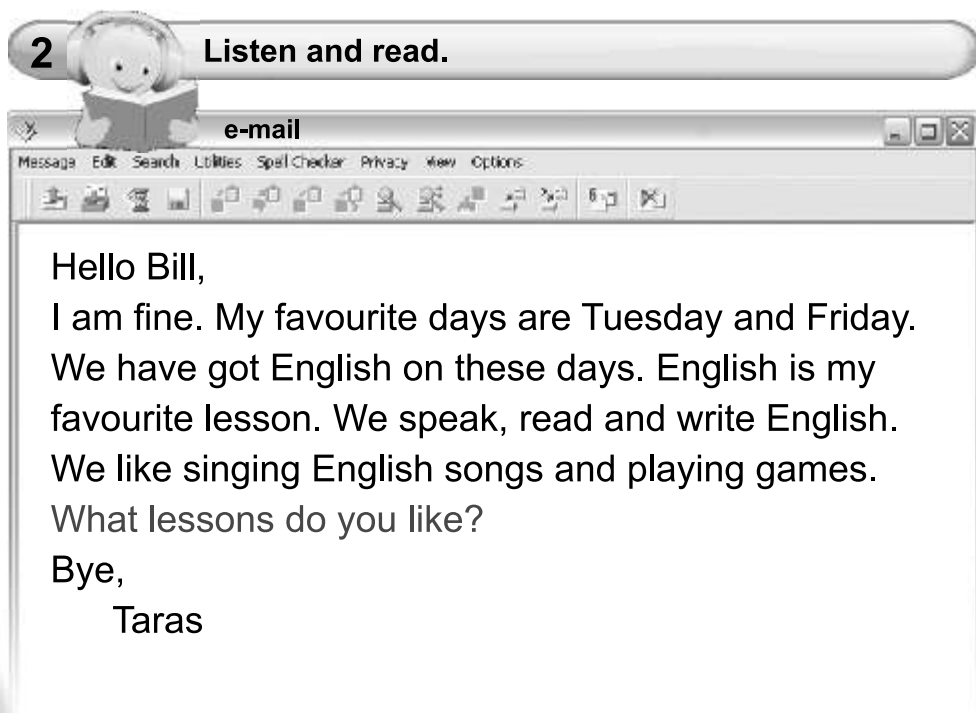 2 Listen and read.
e-mail
Message Edit Search Utilities Spell Checker Privacy View Options
Hello Bill,
I am fine. My favourite days are Tuesday and Friday.
We have got English on these days. English is my
favourite lesson. We speak, read and write English.
We like singing English songs and playing games.
What lessons do you like?
Bye,
Taras